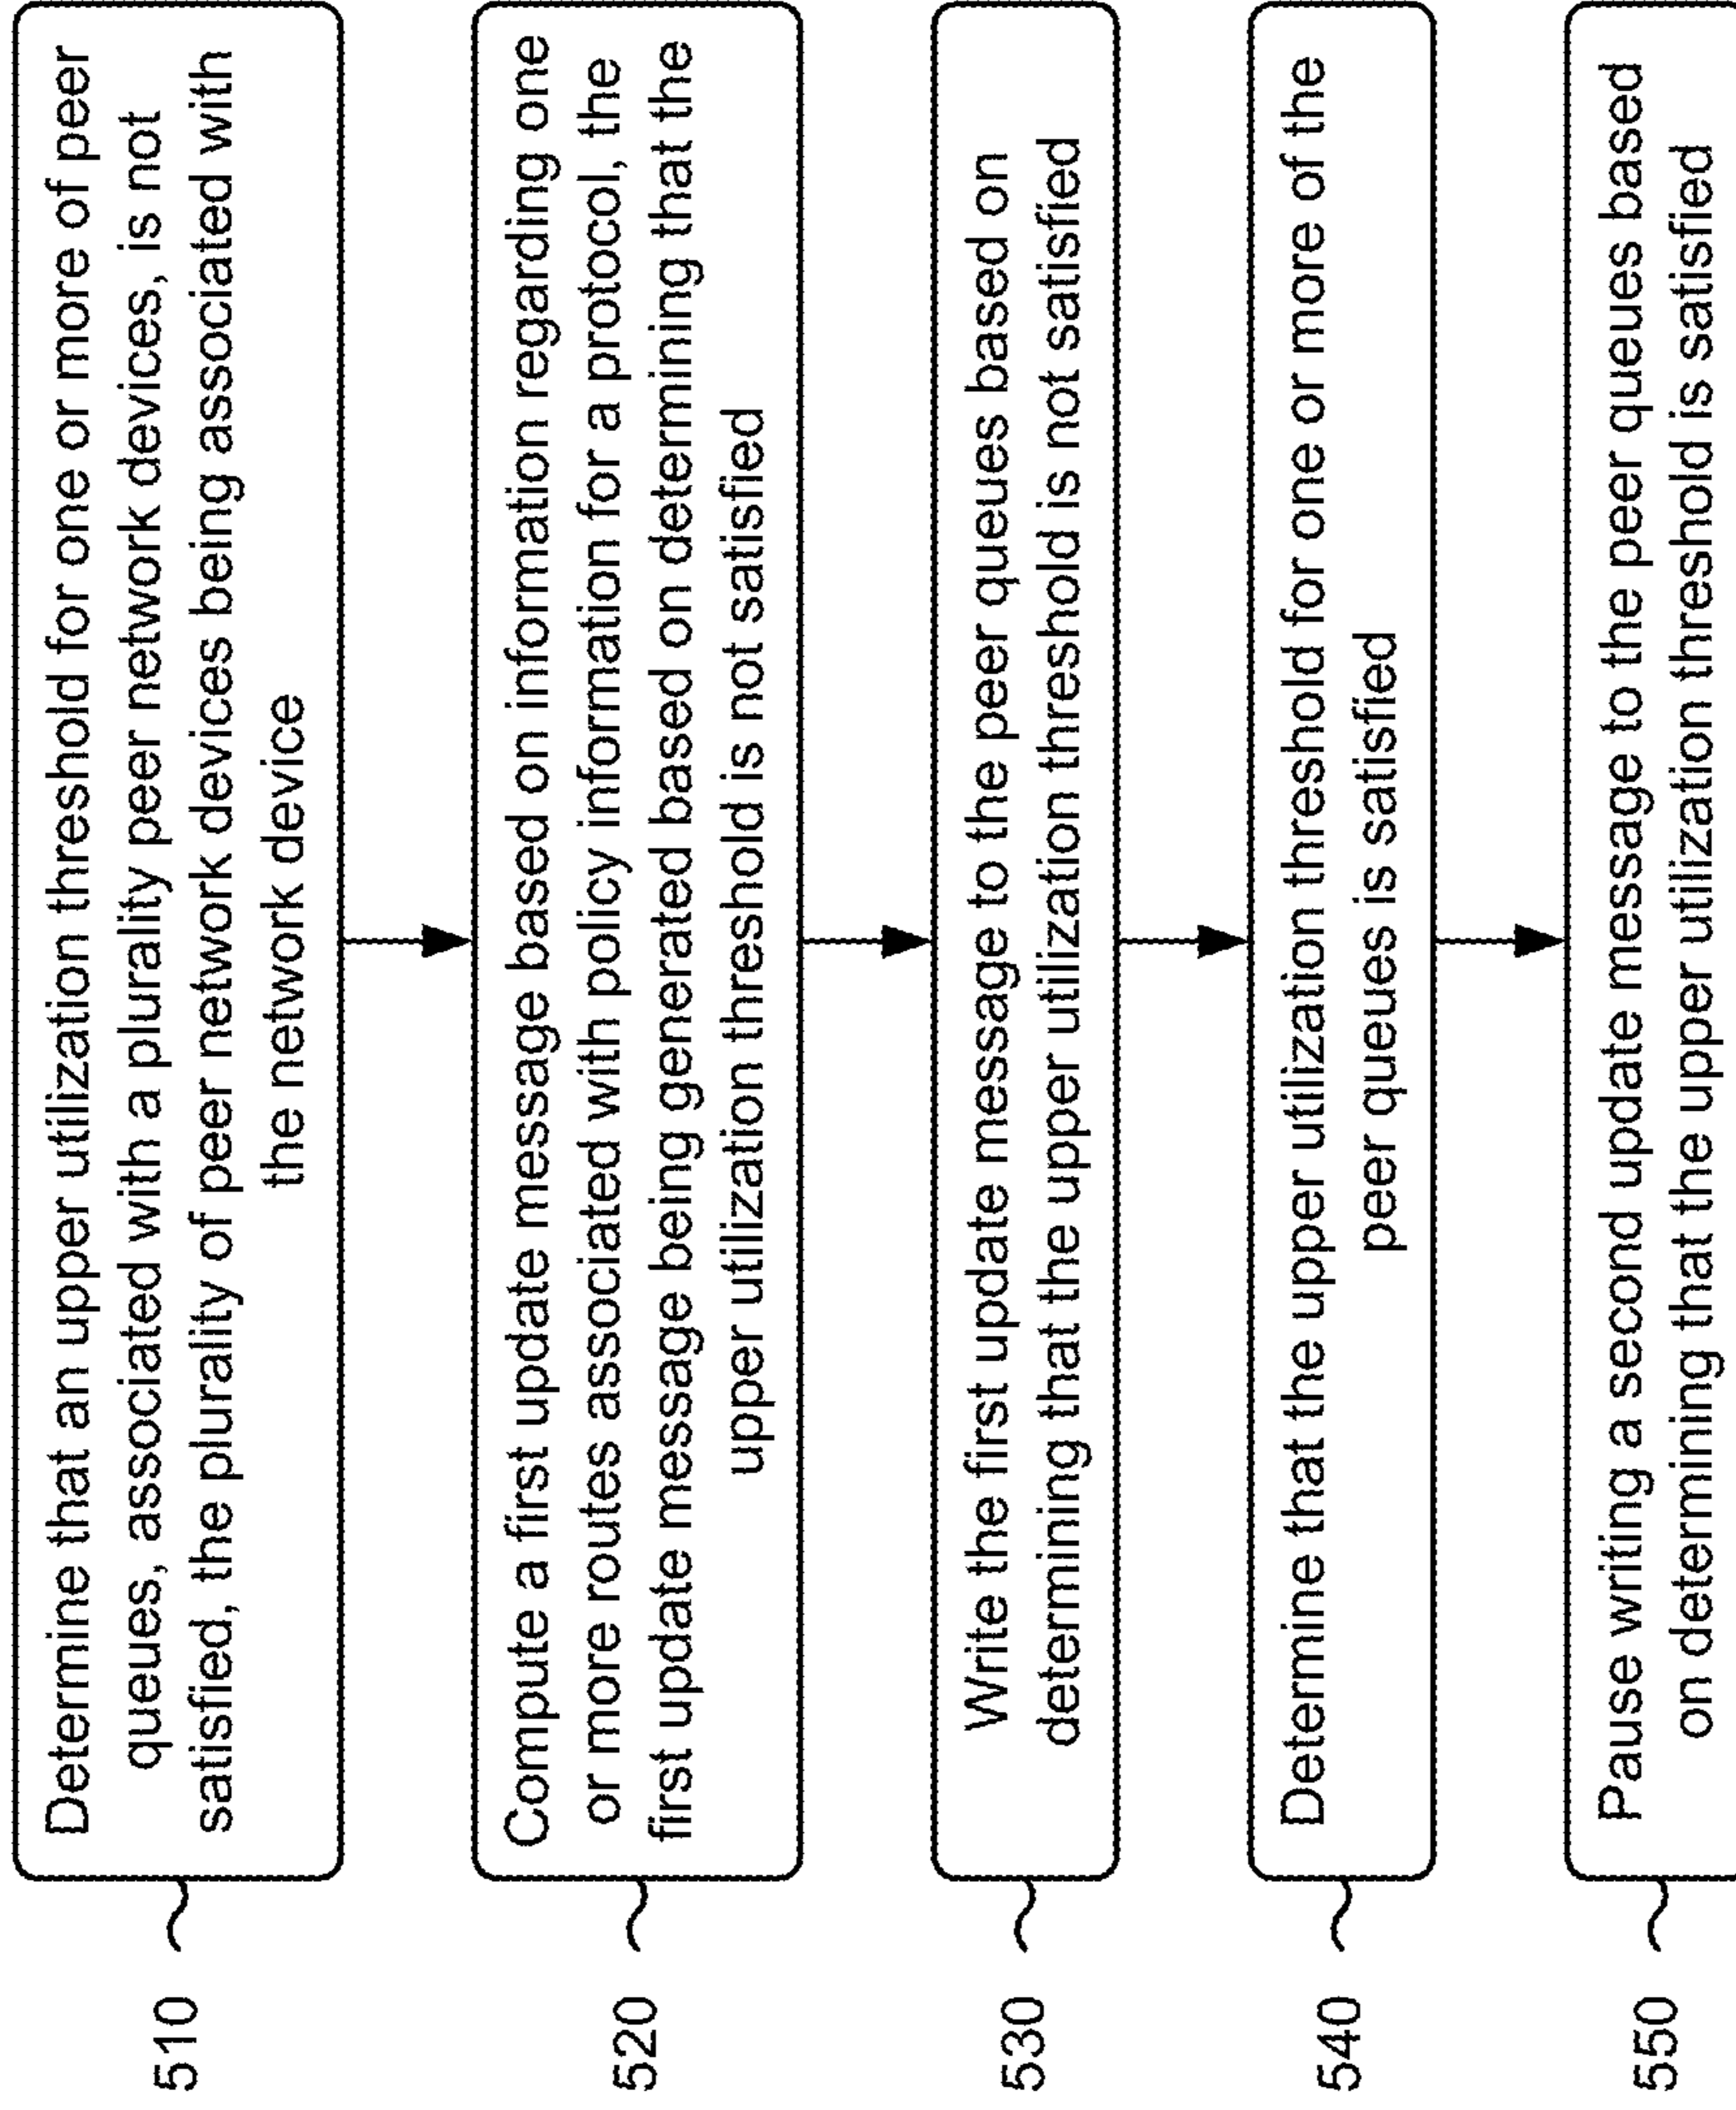 510
Determine that an upper utilization threshold for one or more of peer
queues, associated with a plurality peer network devices, is not
satisfied, the plurality of peer network devices being associated with
the network device
520
Compute a first update message based on information regarding one
or more routes associated with policy information for a protocol, the
first update message being generated based on determining that the
upper utilization threshold is not satisfied
530
Write the first update message to the peer queues based on
determining that the upper utilization threshold is not satisfied
540
Determine that the upper utilization threshold for one or more of the
peer queues is satisfied
550
Pause writing a second update message to the peer queues based
on determining that the upper utilization threshold is satisfied